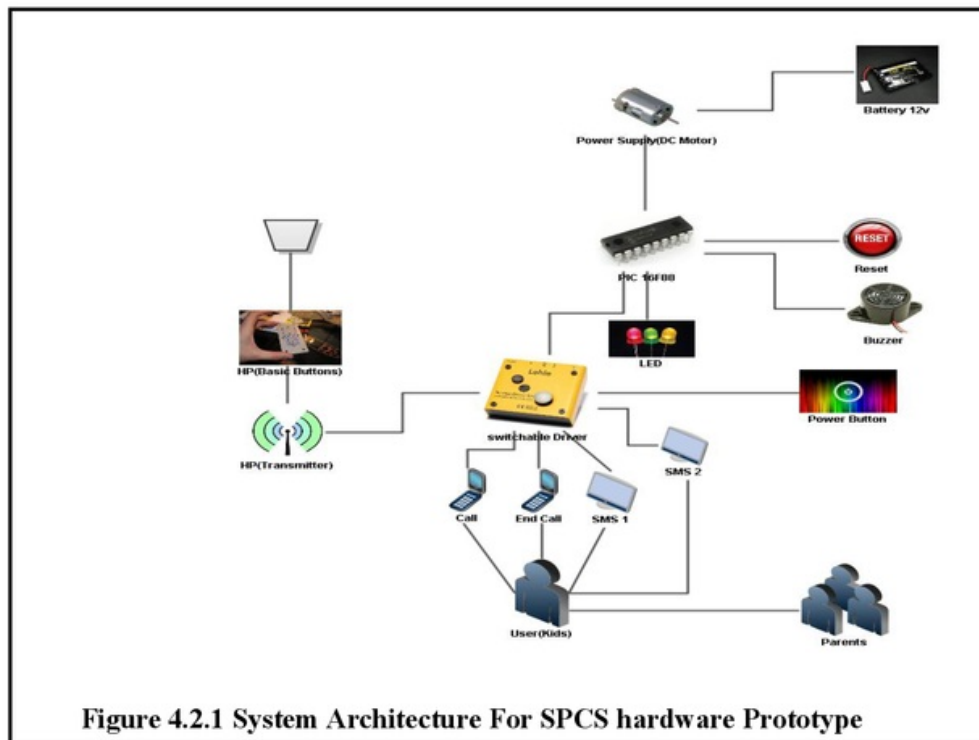 Battery 12v
Power Supply(DC Motor)
RESET
Reset
PIC 16F88
Buzzer
LED
HP(Basic Buttons)
Lehle
Power Button
switchable Driver
HP(Transmitter)
SMS 2
Call
End Call
SMS 1
User(Kids)
Parents
Figure 4.2.1 System Architecture For SPCS hardware Prototype